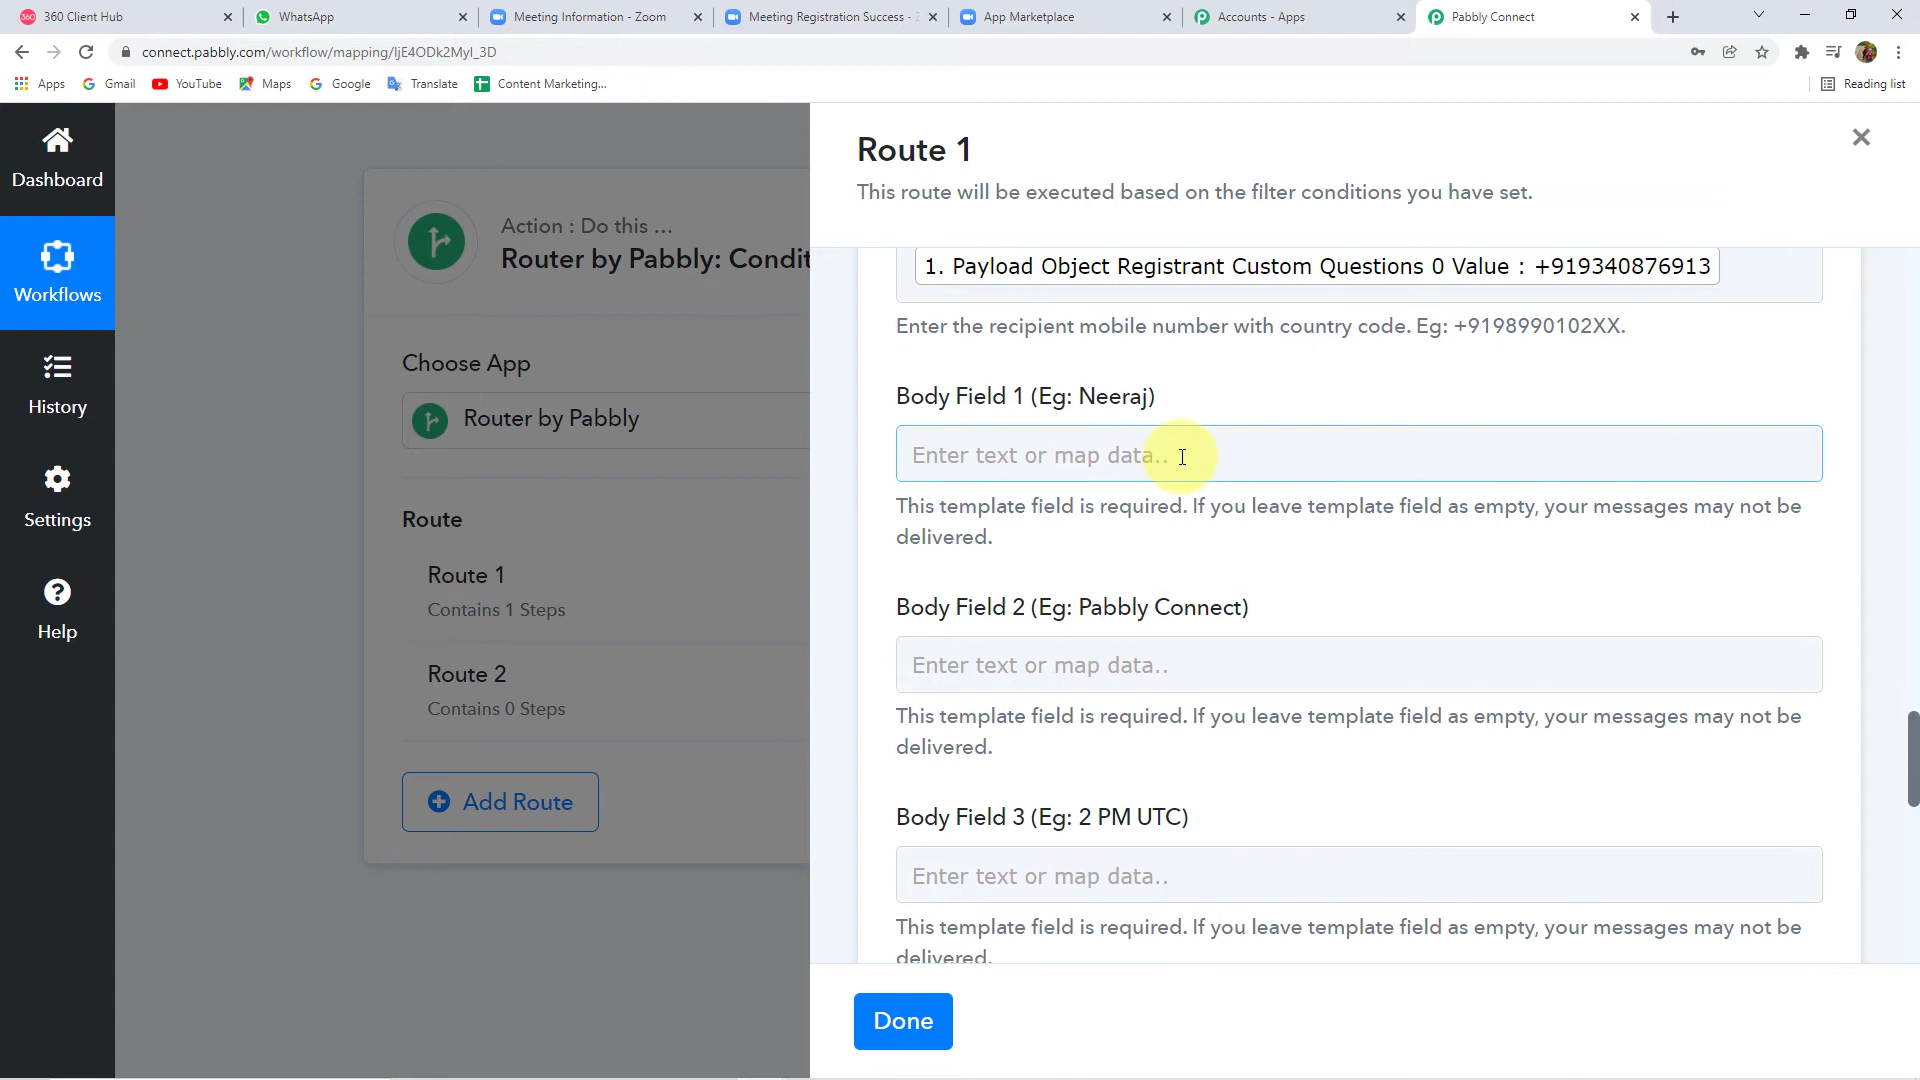 360 Client Hub
WhatsApp
Meeting Information - Zoom
Meeting Registration Success -
App Marketplace
Accounts - Apps
Pabbly Connect
connect.pabbly.com/workflow/mapping/IjE4ODk2MyI_3D
Apps
Gmail
YouTube
Maps
Google
Translate
Content Marketing...
Reading list
Dashboard
Workflows
History
Settings
Help
Action : Do this ...
Router by Pabbly: Condit
Choose App
Router by Pabbly
Route
Route 1
Contains 1 Steps
Route 2
Contains 0 Steps
Add Route
Route 1
This route will be executed based on the filter conditions you have set.
1. Payload Object Registrant Custom Questions 0 Value : +919340876913
Enter the recipient mobile number with country code. Eg: +9198990102XX.
Body Field 1 (Eg: Neeraj)
Enter text or map data..
This template field is required. If you leave template field as empty, your messages may not be
delivered.
Body Field 2 (Eg: Pabbly Connect)
Enter text or map data..
This template field is required. If you leave template field as empty, your messages may not be
delivered.
Body Field 3 (Eg: 2 PM UTC)
Enter text or map data..
This template field is required. If you leave template field as empty, your messages may not be
delivered.
Done